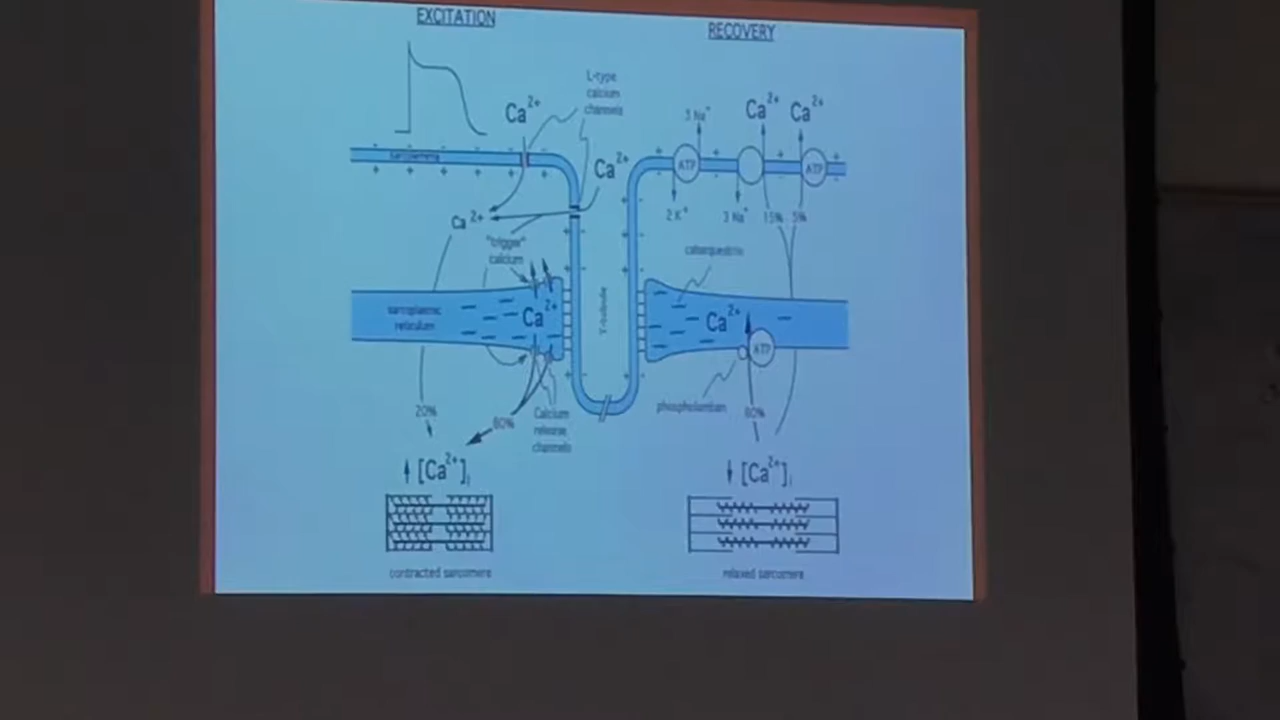 EXCITATION
RECOVERY
L-type
calcium
channels
Ca2+
3 Na+
Ca2+ Ca2+
sarcolemma
Ca2+
ATP
ATP
Ca2+
2 K+
3 Na+ 15% 5%
"trigger"
calcium
calsequestrin
sarcoplasmic
reticulum
Ca2+
T-tubule
Ca2+
ATP
20%
80%
Calcium
release
channels
phospholamban
80%
↑ [Ca2+]i
↓ [Ca2+]i
contracted sarcomere
relaxed sarcomere